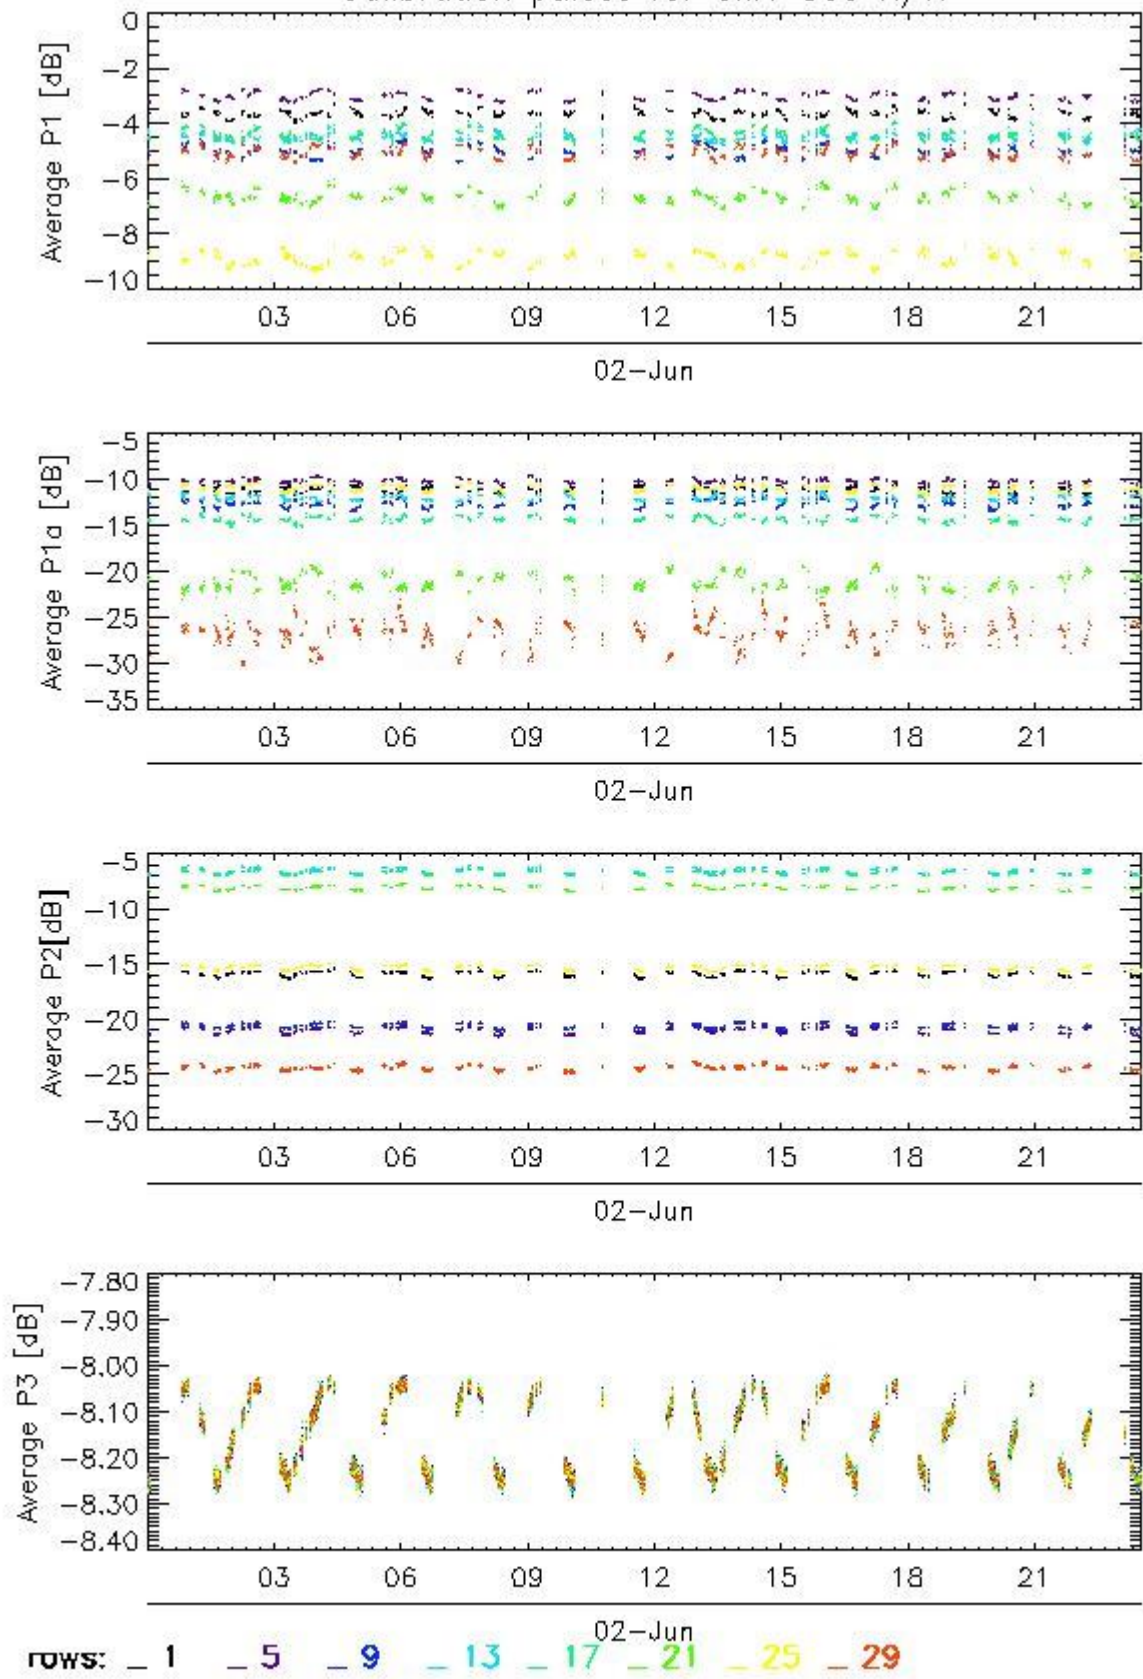 Average P1 [dB]
0
−2
−4
−6
−8
−10
03 06 09 12 15 18 21
02−Jun
Average P1a [dB]
−5
−10
−15
−20
−25
−30
−35
03 06 09 12 15 18 21
02−Jun
Average P2[dB]
−5
−10
−15
−20
−25
−30
03 06 09 12 15 18 21
02−Jun
Average P3 [dB]
−7.80
−7.90
−8.00
−8.10
−8.20
−8.30
−8.40
03 06 09 12 15 18 21
02−Jun
rows: _ 1 _ 5 _ 9 _ 13 _ 17 _ 21 _ 25 _ 29